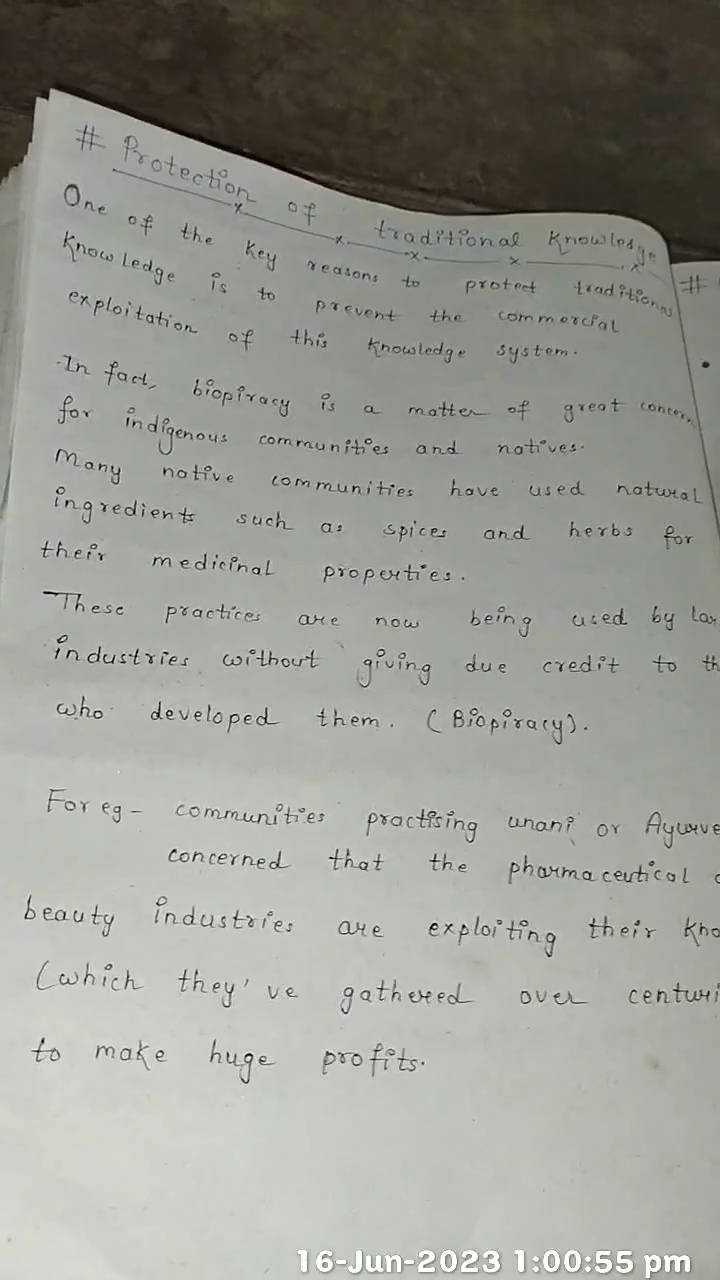 # Protection of traditional Knowledge
One of the key reasons to protect traditional
Knowledge is to prevent the commercial
exploitation of this knowledge system.
In fact, biopiracy is a matter of great concern
for indigenous communities and natives.
Many native communities have used natural
ingredients such as spices and herbs for
their medicinal properties.
These practices are now being used by
industries without giving due credit to
who developed them. (Biopiracy).
For eg - communities practising unani or
concerned that the pharmaceutical
beauty industries are exploiting their
(which they've gathered over
to make huge profits.
#
16-Jun-2023 1:00:55 pm